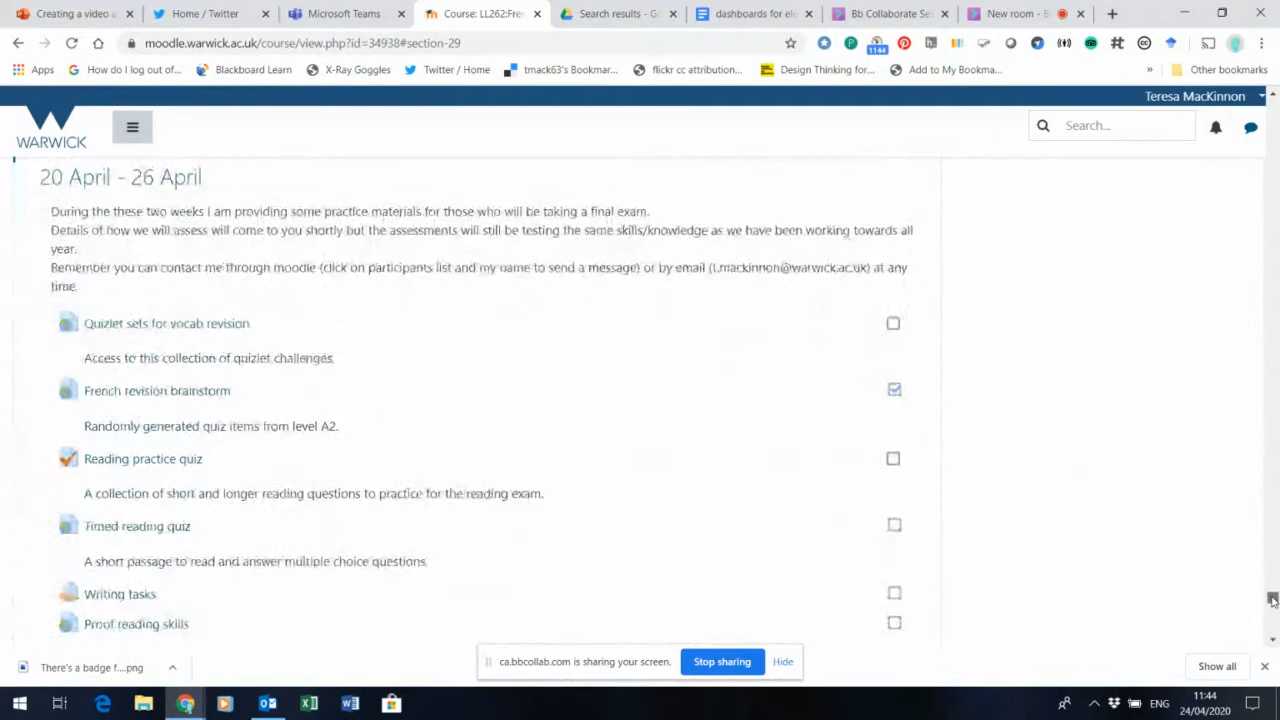 Creating a video a
Home / Twitter
Microsoft Teams
Course: LL262:Fre
Search results - Go
dashboards for ele
Bb Collaborate Ses
New room - B
moodle.warwick.ac.uk/course/view.php?id=34938#section-29
1144
Apps
How do I log out of...
Blackboard Learn
X-Ray Goggles
Twitter / Home
tmack63's Bookmar...
flickr cc attribution...
Design Thinking for...
Add to My Bookma...
»
Other bookmarks
Teresa MacKinnon
WARWICK
Search...
20 April - 26 April
During the these two weeks I am providing some practice materials for those who will be taking a final exam.
Details of how we will assess will come to you shortly but the assessments will still be testing the same skills/knowledge as we have been working towards all
year.
Remember you can contact me through moodle (click on participants list and my name to send a message) or by email (t.mackinnon@warwick.ac.uk) at any
time.
Quizlet sets for vocab revision
Access to this collection of quizlet challenges.
French revision brainstorm
Randomly generated quiz items from level A2.
Reading practice quiz
A collection of short and longer reading questions to practice for the reading exam.
Timed reading quiz
A short passage to read and answer multiple choice questions.
Writing tasks
Proof reading skills
ca.bbcollab.com is sharing your screen.
Stop sharing
Hide
There's a badge f....png
Show all
ENG
11:44
24/04/2020